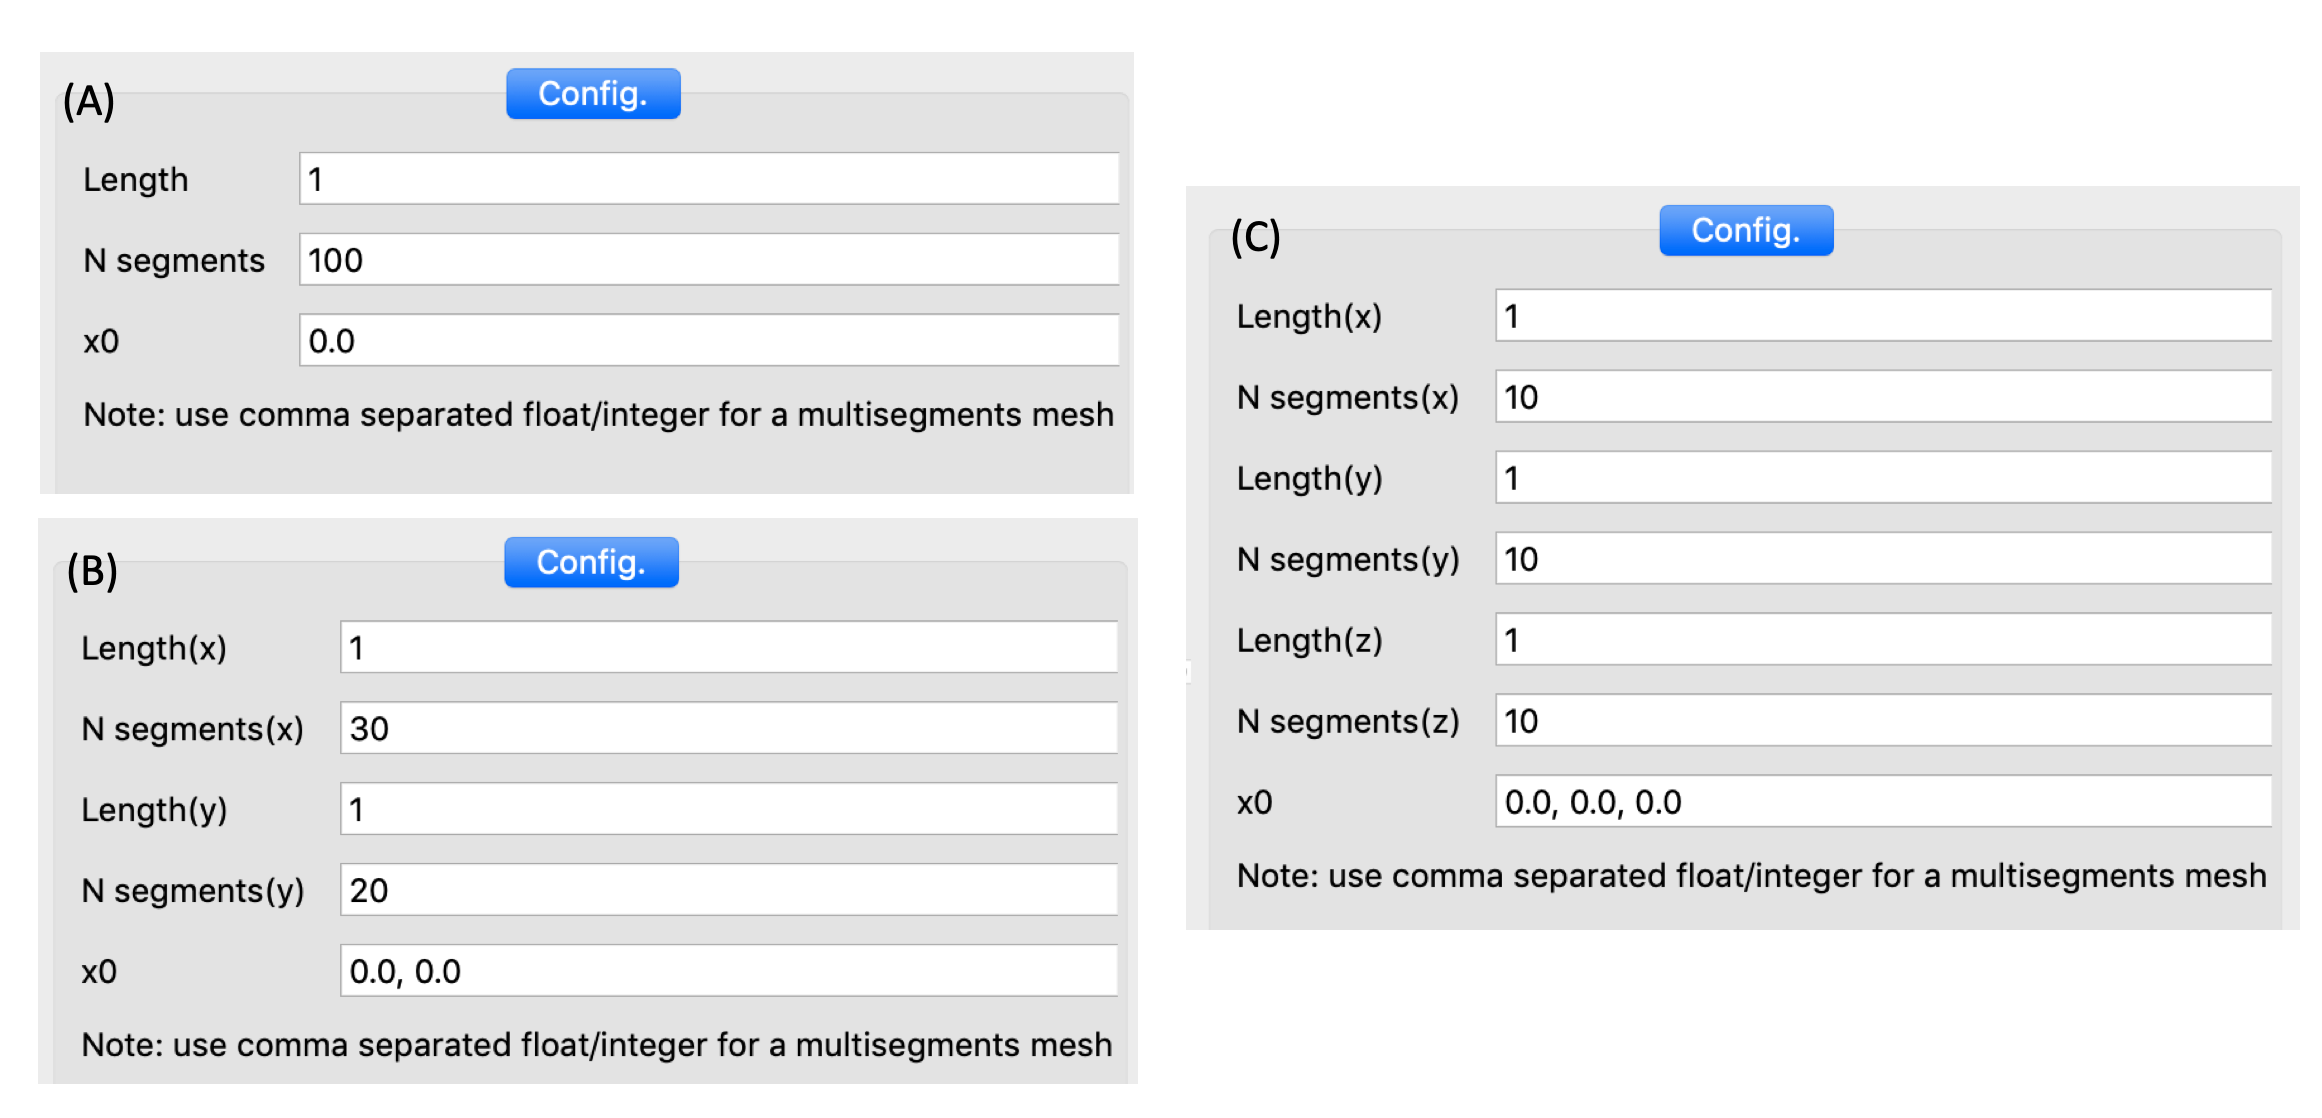 (A)
Config.
Length 1
N segments 100
x0 0.0
Note: use comma separated float/integer for a multisegments mesh
(B)
Config.
Length(x) 1
N segments(x) 30
Length(y) 1
N segments(y) 20
x0 0.0, 0.0
Note: use comma separated float/integer for a multisegments mesh
(C)
Config.
Length(x) 1
N segments(x) 10
Length(y) 1
N segments(y) 10
Length(z) 1
N segments(z) 10
x0 0.0, 0.0, 0.0
Note: use comma separated float/integer for a multisegments mesh